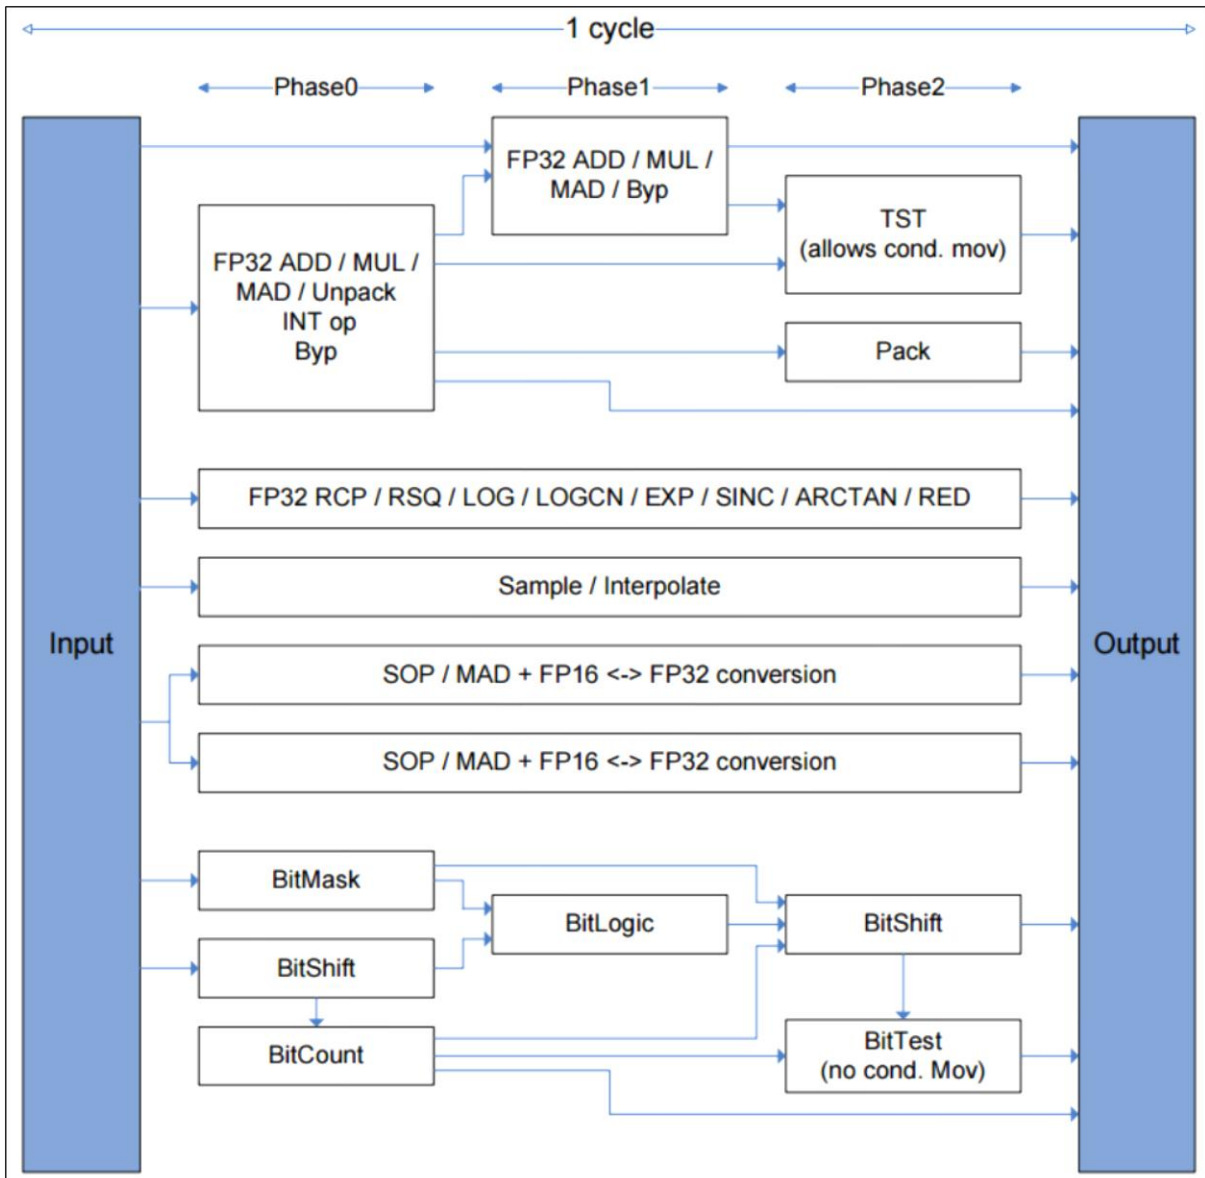 1 cycle
Phase0
Phase1
Phase2
FP32 ADD / MUL /
MAD / Byp
FP32 ADD / MUL /
MAD / Unpack
INT op
Byp
TST
(allows cond. mov)
Pack
FP32 RCP / RSQ / LOG / LOGCN / EXP / SINC / ARCTAN / RED
Sample / Interpolate
Input
Output
SOP / MAD + FP16 <-> FP32 conversion
SOP / MAD + FP16 <-> FP32 conversion
BitMask
BitLogic
BitShift
BitShift
BitCount
BitTest
(no cond. Mov)